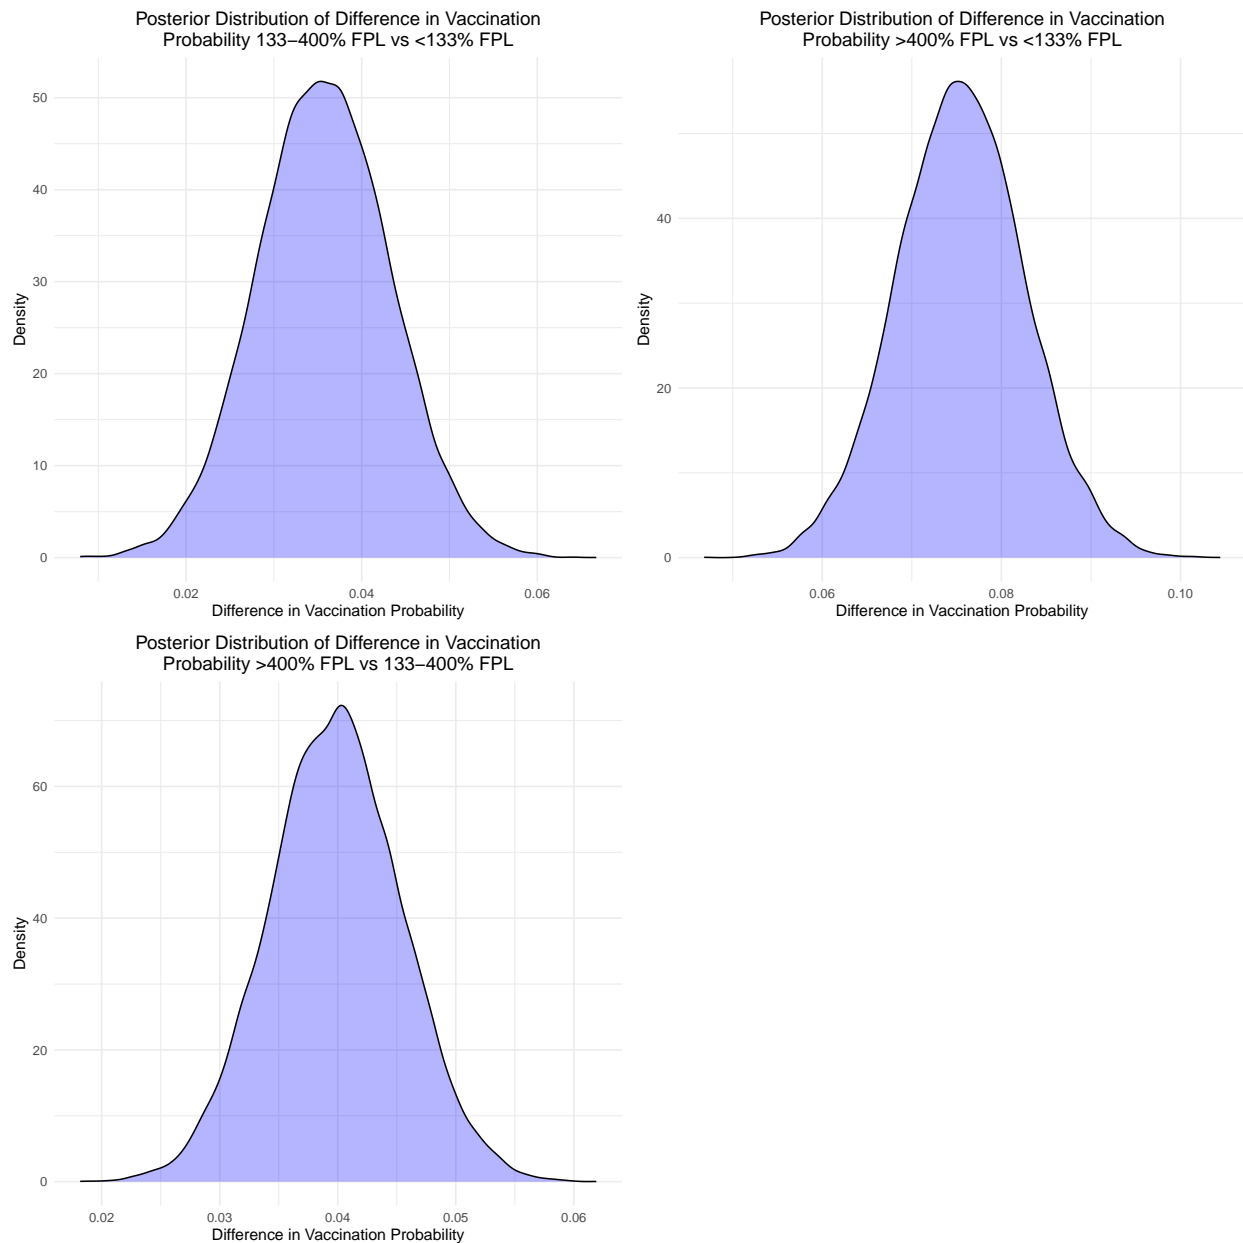 Posterior Distribution of Difference in Vaccination
Probability 133−400% FPL vs <133% FPL
50
40
30
20
10
0
Density
0.02 0.04 0.06
Difference in Vaccination Probability
Posterior Distribution of Difference in Vaccination
Probability >400% FPL vs <133% FPL
40
20
0
Density
0.06 0.08 0.10
Difference in Vaccination Probability
Posterior Distribution of Difference in Vaccination
Probability >400% FPL vs 133−400% FPL
60
40
20
0
Density
0.02 0.03 0.04 0.05 0.06
Difference in Vaccination Probability